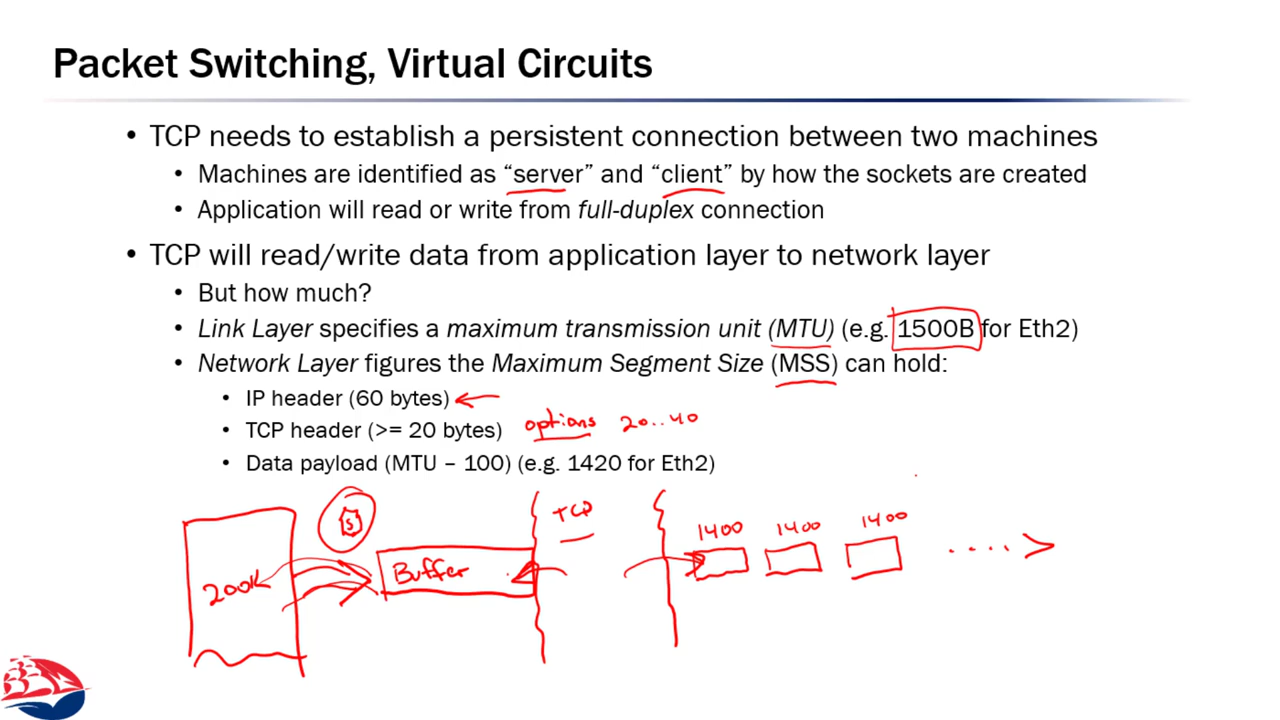 Packet Switching, Virtual Circuits
• TCP needs to establish a persistent connection between two machines
• Machines are identified as “server” and “client” by how the sockets are created
• Application will read or write from full-duplex connection
• TCP will read/write data from application layer to network layer
• But how much?
• Link Layer specifies a maximum transmission unit (MTU) (e.g. 1500B for Eth2)
• Network Layer figures the Maximum Segment Size (MSS) can hold:
• IP header (60 bytes)
• TCP header (>= 20 bytes) options 20..40
• Data payload (MTU – 100) (e.g. 1420 for Eth2)
S TCP 1400 1400 1400
200K Buffer